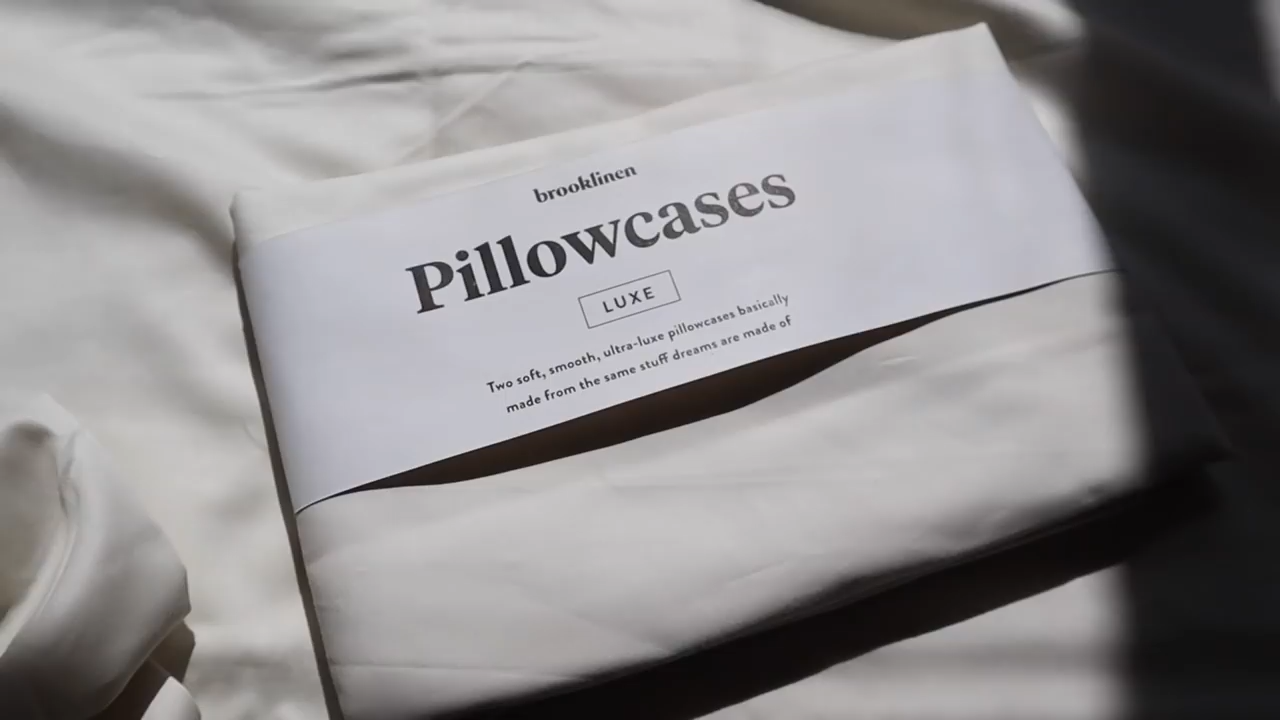 brooklinen
Pillowcases
LUXE
Two soft, smooth, ultra-luxe pillowcases basically
made from the same stuff dreams are made of